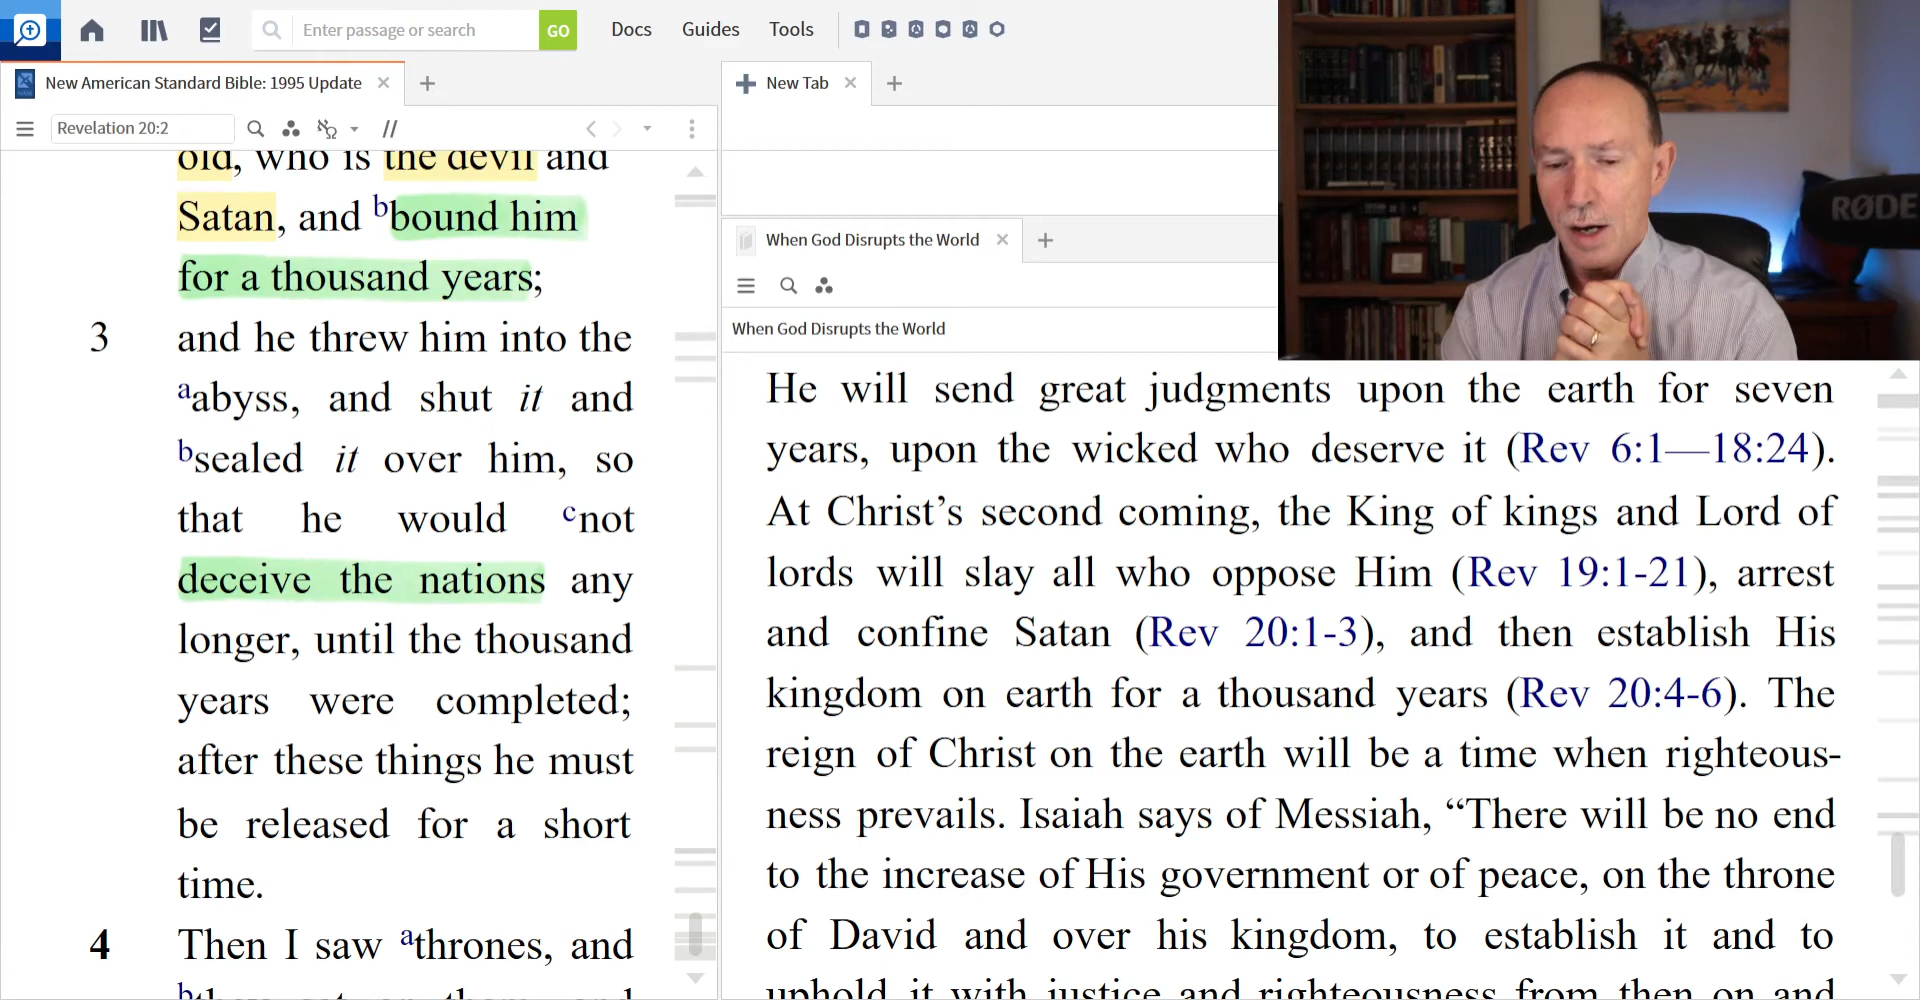 Enter passage or search
GO
Docs
Guides
Tools
New American Standard Bible: 1995 Update
New Tab
Revelation 20:2
old, who is the devil and
Satan, and bbound him
for a thousand years;
3 and he threw him into the
aabyss, and shut it and
bsealed it over him, so
that he would cnot
deceive the nations any
longer, until the thousand
years were completed;
after these things he must
be released for a short
time.
4 Then I saw athrones, and
When God Disrupts the World
When God Disrupts the World
He will send great judgments upon the earth for seven
years, upon the wicked who deserve it (Rev 6:1—18:24).
At Christ’s second coming, the King of kings and Lord of
lords will slay all who oppose Him (Rev 19:1-21), arrest
and confine Satan (Rev 20:1-3), and then establish His
kingdom on earth for a thousand years (Rev 20:4-6). The
reign of Christ on the earth will be a time when righteous-
ness prevails. Isaiah says of Messiah, “There will be no end
to the increase of His government or of peace, on the throne
of David and over his kingdom, to establish it and to
uphold it with justice and righteousness from then on and
RØDE